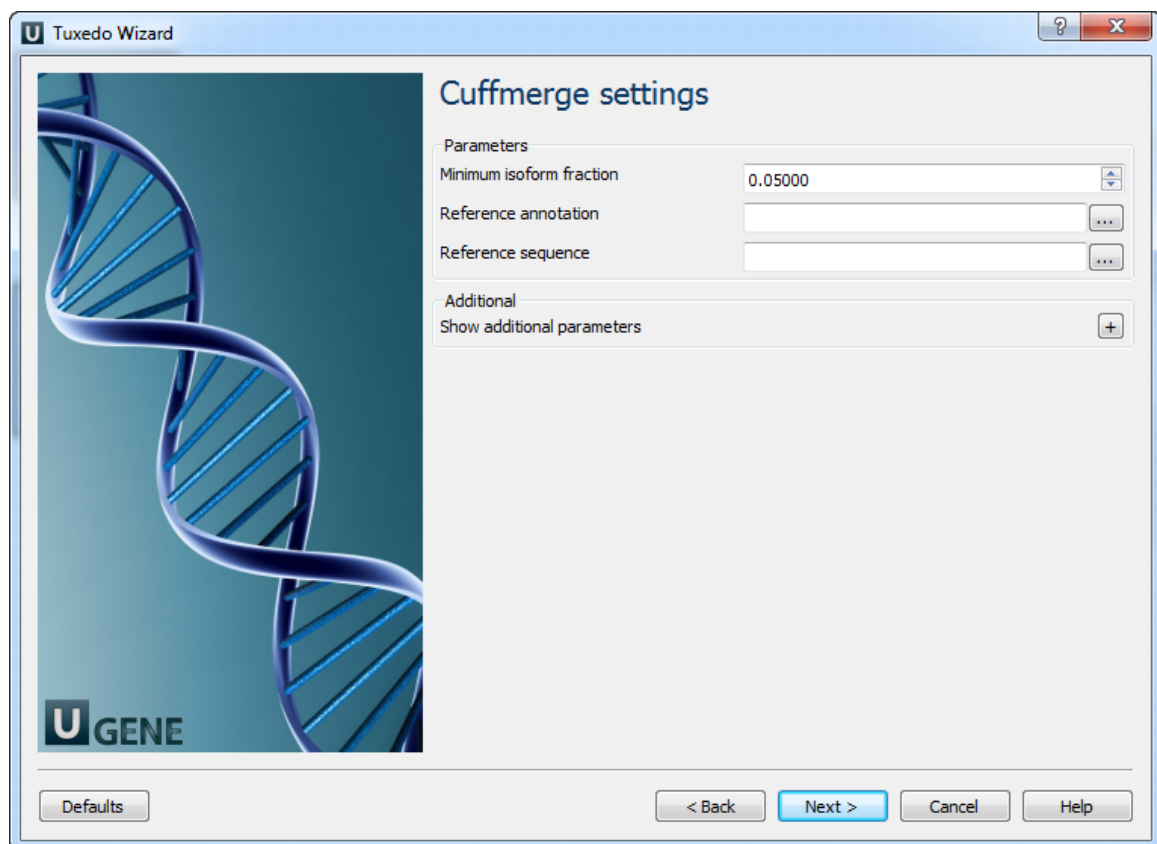 U Tuxedo Wizard
? X
Cuffmerge settings
Parameters
Minimum isoform fraction 0.05000
Reference annotation ...
Reference sequence ...
Additional
Show additional parameters +
U GENE
Defaults < Back Next > Cancel Help